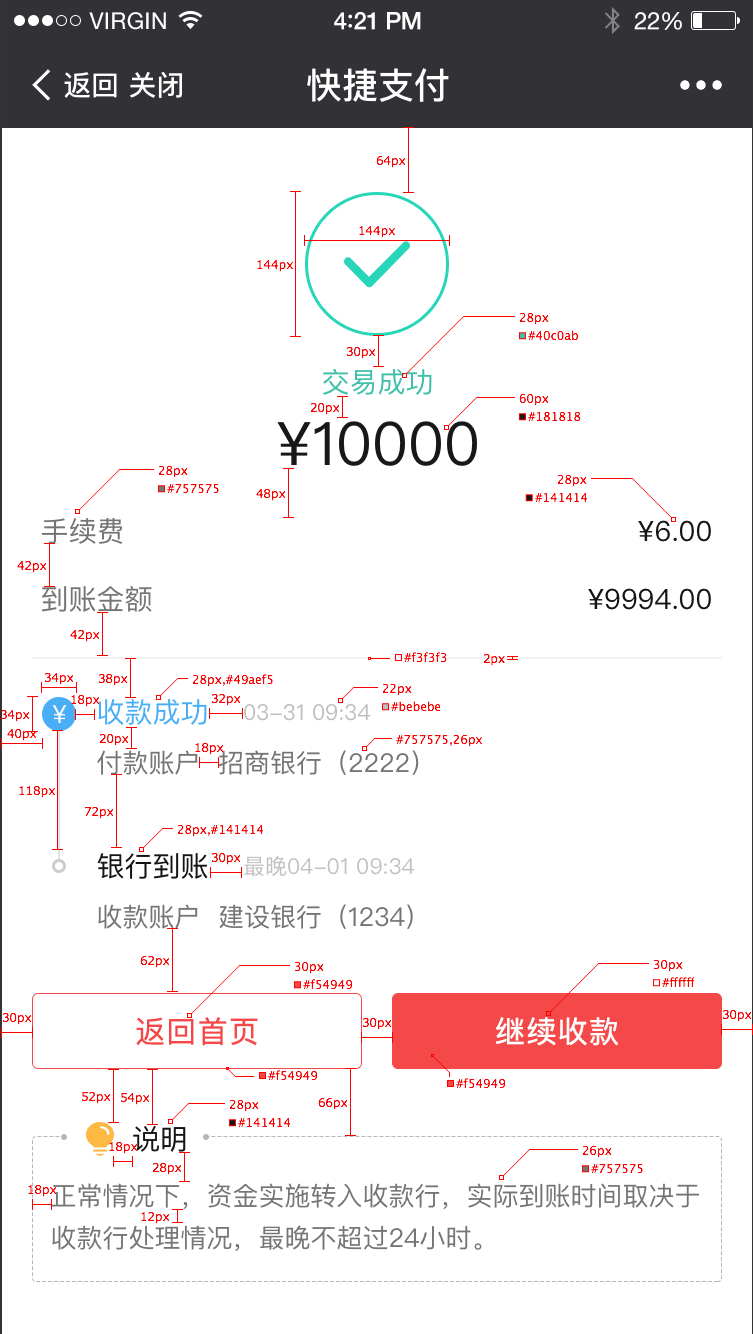 VIRGIN 4:21 PM 22%
返回 关闭 快捷支付
64px
144px
144px
28px
#40c0ab
30px
交易成功
60px
#181818
20px
¥10000
28px
#757575
48px
28px
#141414
手续费 ¥6.00
42px
到账金额 ¥9994.00
42px
#f3f3f3 2px
34px 38px 28px,#49aef5 22px
#bebebe
18px 32px
34px ¥ 收款成功 03-31 09:34
40px 20px 18px #757575,26px
付款账户 招商银行（2222）
118px
72px
28px,#141414
30px
银行到账 最晚04-01 09:34
收款账户 建设银行（1234）
62px
30px
#f54949
30px
#ffffff
30px 30px 30px
返回首页 继续收款
#f54949 #f54949
52px 54px 66px
28px
#141414
说明
18px
28px
26px
#757575
18px
正常情况下，资金实施转入收款行，实际到账时间取决于
12px
收款行处理情况，最晚不超过24小时。